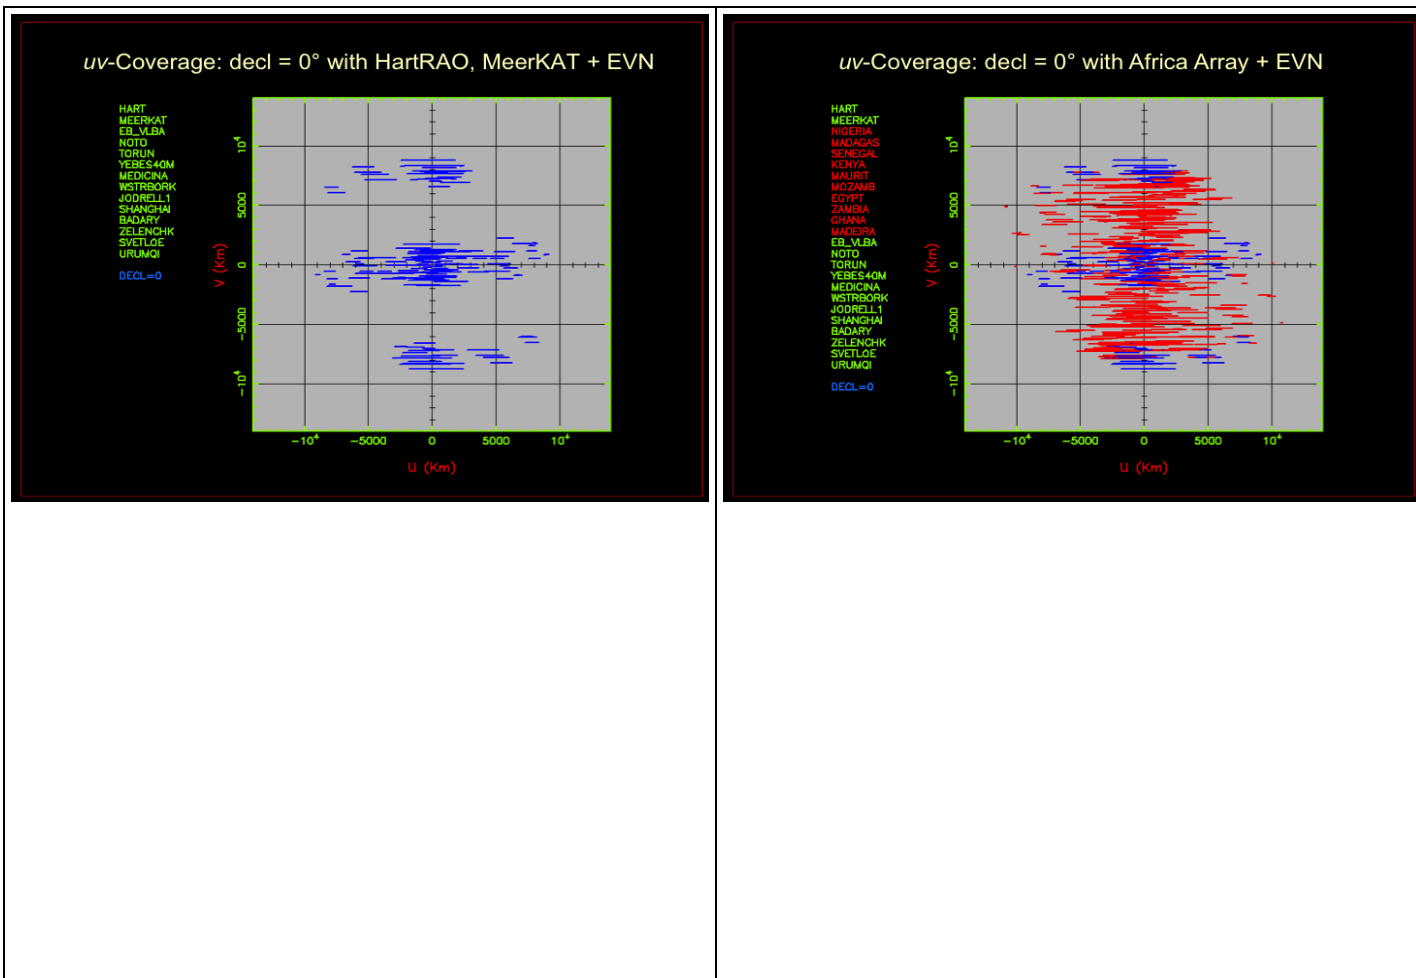 uv-Coverage: decl = 0° with HartRAO, MeerKAT + EVN
HART
MEERKAT
EB_VLBA
NOTO
TORUN
YEBES40M
MEDICINA
WSTRBORK
JODRELL1
SHANGHAI
BADARY
ZELENCHK
SVETLOE
URUMQI
DECL=0
V (Km)
10⁴
5000
0
-5000
-10⁴
-10⁴ -5000 0 5000 10⁴
U (Km)
uv-Coverage: decl = 0° with Africa Array + EVN
HART
MEERKAT
NIGERIA
MADAGAS
SENEGAL
KENYA
MAURIT
MOZAMB
EGYPT
ZAMBIA
GHANA
MADEIRA
EB_VLBA
NOTO
TORUN
YEBES40M
MEDICINA
WSTRBORK
JODRELL1
SHANGHAI
BADARY
ZELENCHK
SVETLOE
URUMQI
DECL=0
V (Km)
10⁴
5000
0
-5000
-10⁴
-10⁴ -5000 0 5000 10⁴
U (Km)